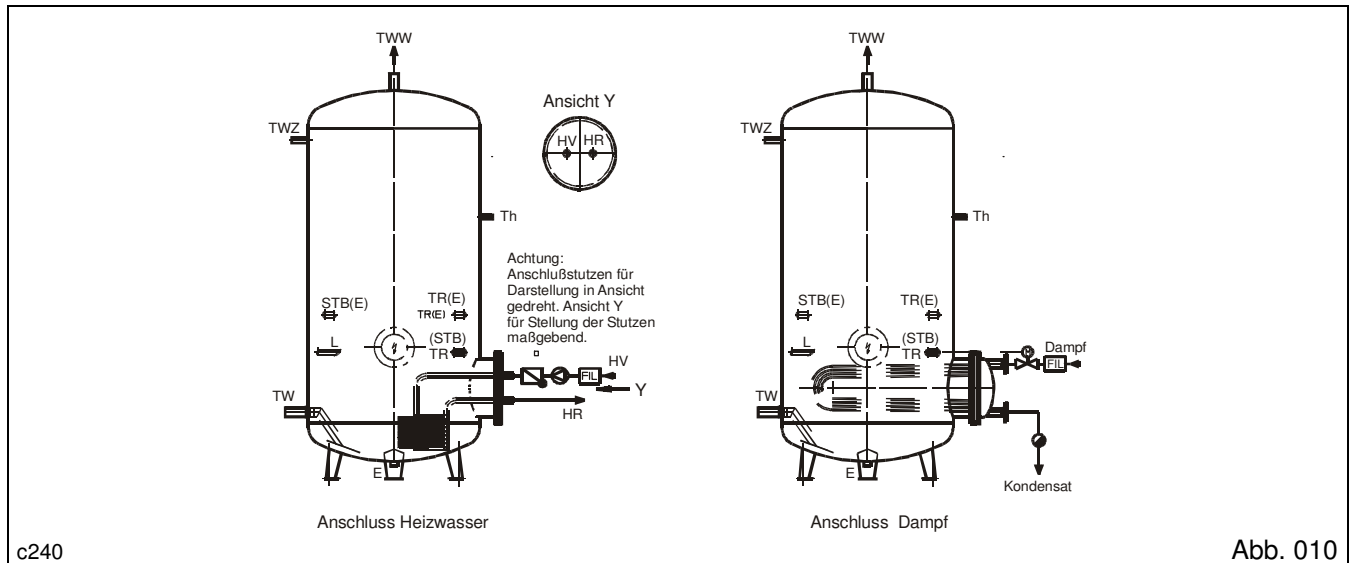 TWW
TWZ
Ansicht Y
HV HR
Th
Achtung:
Anschlußstutzen für
Darstellung in Ansicht
gedreht. Ansicht Y
für Stellung der Stutzen
maßgebend.
STB(E)
TR(E)
TR(E)
L
(STB)
TR
HV
FIL
Y
TW
HR
E
Anschluss Heizwasser
TWW
TWZ
Th
STB(E)
TR(E)
L
(STB)
TR
M
Dampf
FIL
TW
E
Kondensat
Anschluss Dampf
c240
Abb. 010